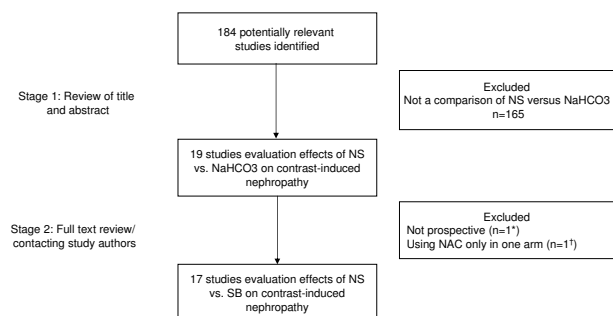 184 potentially relevant
studies identified
Stage 1: Review of title
and abstract
Excluded
Not a comparison of NS versus NaHCO3
n=165
19 studies evaluation effects of NS
vs. NaHCO3 on contrast-induced
nephropathy
Stage 2: Full text review/
contacting study authors
Excluded
Not prospective (n=1*)
Using NAC only in one arm (n=1†)
17 studies evaluation effects of NS
vs. SB on contrast-induced
nephropathy